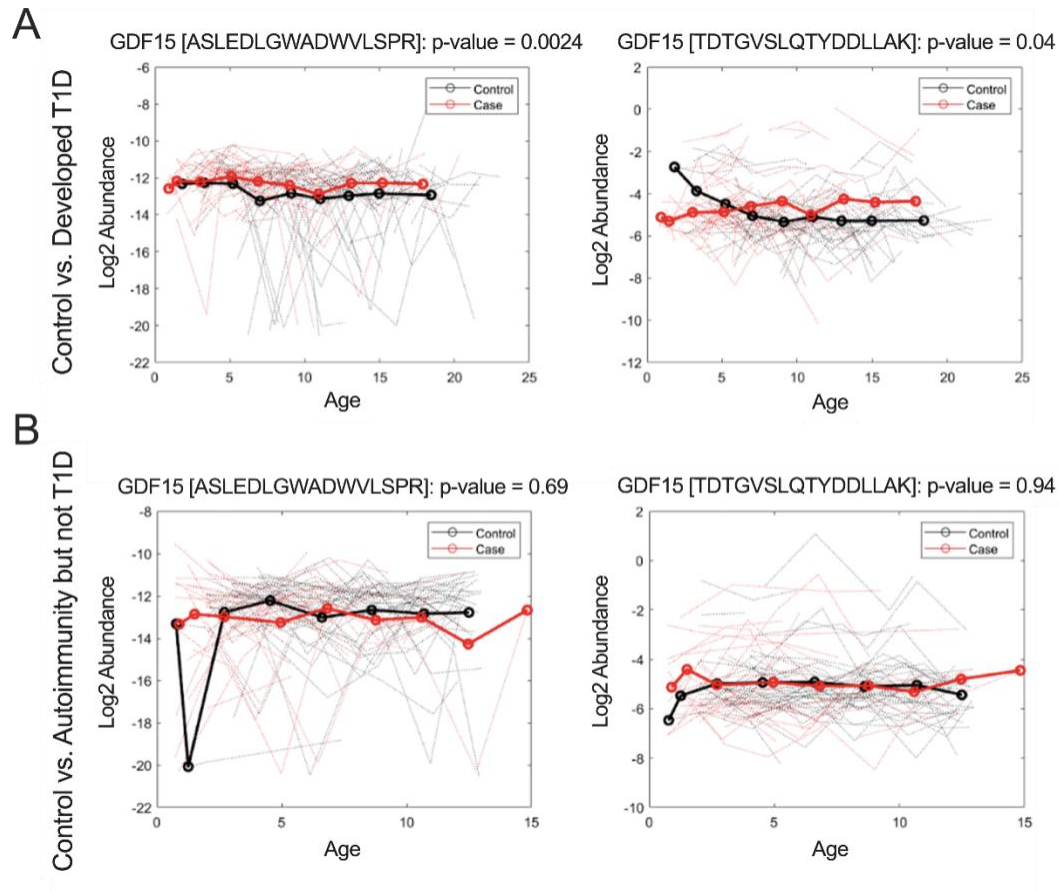 A
GDF15 [ASLEDLGWADWVLSPR]: p-value = 0.0024
GDF15 [TDTGVSLQTYDDLLAK]: p-value = 0.04
Control vs. Developed T1D
Log2 Abundance
-6
-8
-10
-12
-14
-16
-18
-20
-22
0
5
10
15
20
25
Age
Control
Case
Log2 Abundance
2
0
-2
-4
-6
-8
-10
-12
0
5
10
15
20
25
Age
Control
Case
B
GDF15 [ASLEDLGWADWVLSPR]: p-value = 0.69
GDF15 [TDTGVSLQTYDDLLAK]: p-value = 0.94
Control vs. Autoimmunity but not T1D
Log2 Abundance
-8
-10
-12
-14
-16
-18
-20
-22
0
5
10
15
Age
Control
Case
Log2 Abundance
2
0
-2
-4
-6
-8
-10
0
5
10
15
Age
Control
Case